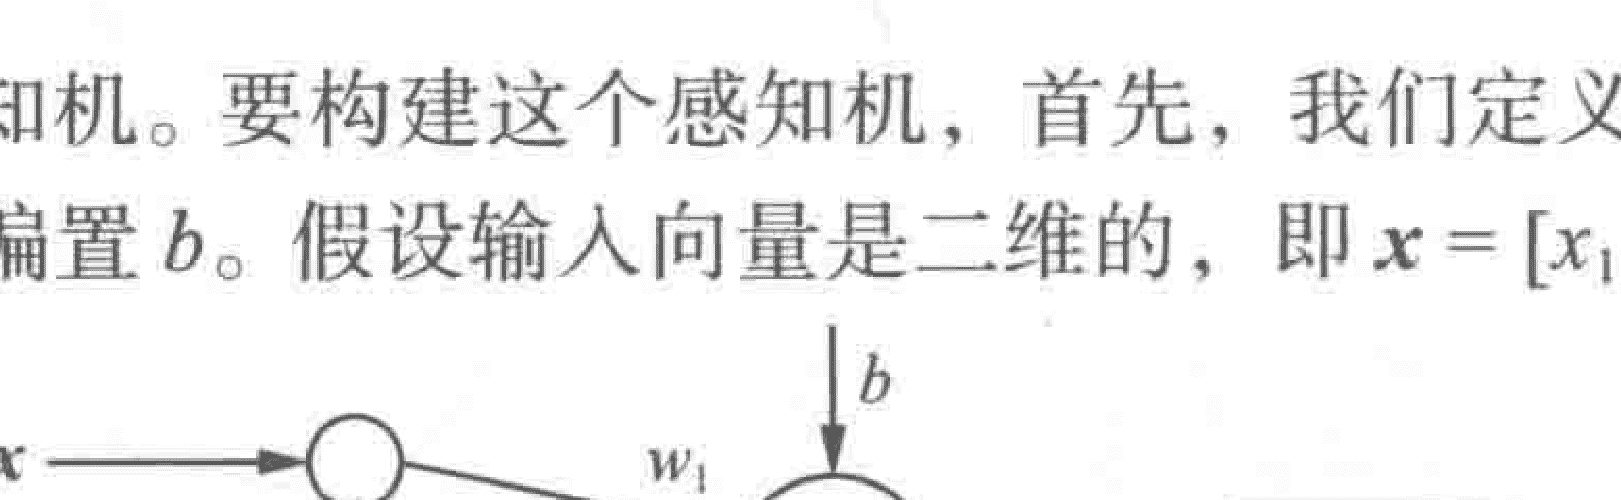 知机。要构建这个感知机，首先，我们定义
偏置 b。假设输入向量是二维的，即 x = [x₁
b
x
w₁